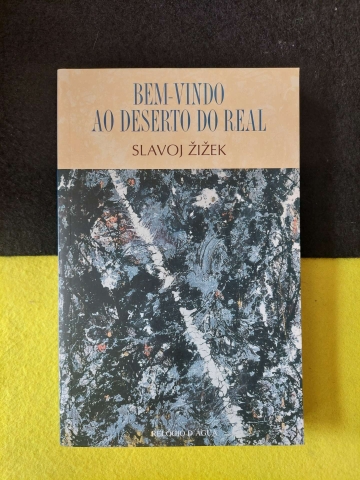 BEM-VINDO
AO DESERTO DO REAL
SLAVOJ ŽIŽEK
RELÓGIO D'ÁGUA